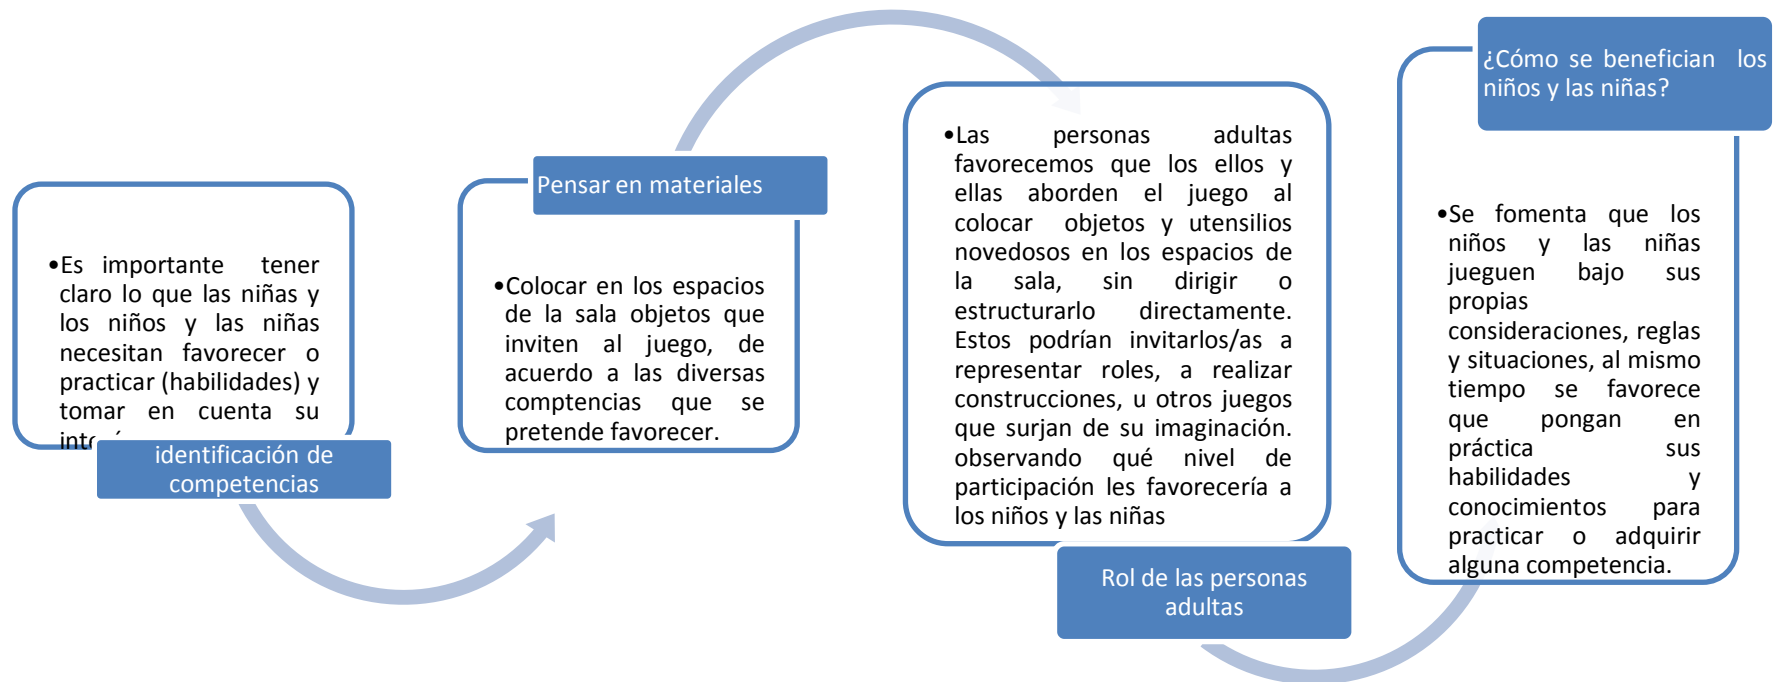 •Es importante tener
claro lo que las niñas y
los niños y las niñas
necesitan favorecer o
practicar (habilidades) y
tomar en cuenta su
identificación de
competencias
Pensar en materiales
•Colocar en los espacios
de la sala objetos que
inviten al juego, de
acuerdo a las diversas
comptencias que se
pretende favorecer.
•Las personas adultas
favorecemos que los ellos y
ellas aborden el juego al
colocar objetos y utensilios
novedosos en los espacios de
la sala, sin dirigir o
estructurarlo directamente.
Estos podrían invitarlos/as a
representar roles, a realizar
construcciones, u otros juegos
que surjan de su imaginación.
observando qué nivel de
participación les favorecería a
los niños y las niñas
Rol de las personas
adultas
¿Cómo se benefician los
niños y las niñas?
•Se fomenta que los
niños y las niñas
jueguen bajo sus
propias
consideraciones, reglas
y situaciones, al mismo
tiempo se favorece
que pongan en
práctica sus
habilidades y
conocimientos para
practicar o adquirir
alguna competencia.